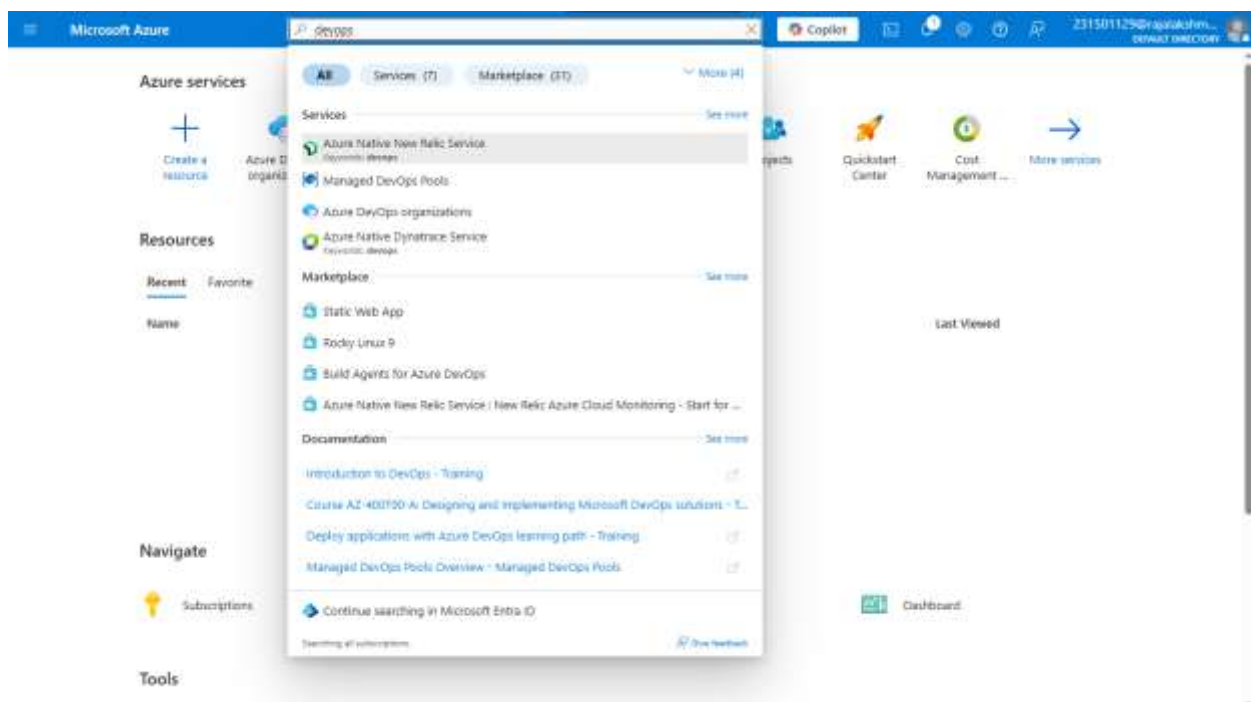 Microsoft Azure
devops
Copilot
1
231501129@rajalakshm...
DEFAULT DIRECTORY
Azure services
All
Services (7)
Marketplace (31)
More (4)
Services
See more
Azure Native New Relic Service
Keywords: devops
Managed DevOps Pools
Azure DevOps organizations
Azure Native Dynatrace Service
Keywords: devops
Marketplace
See more
Static Web App
Rocky Linux 9
Build Agents for Azure DevOps
Azure Native New Relic Service : New Relic Azure Cloud Monitoring - Start for ...
Documentation
See more
Introduction to DevOps - Training
Course AZ-400T00-A: Designing and Implementing Microsoft DevOps solutions - T...
Deploy applications with Azure DevOps learning path - Training
Managed DevOps Pools Overview - Managed DevOps Pools
Continue searching in Microsoft Entra ID
Searching all subscriptions.
Give feedback
Create a
resource
Azure D
organiz
ojects
Quickstart
Center
Cost
Management ...
More services
Resources
Recent
Favorite
Name
Last Viewed
Navigate
Subscriptions
Dashboard
Tools